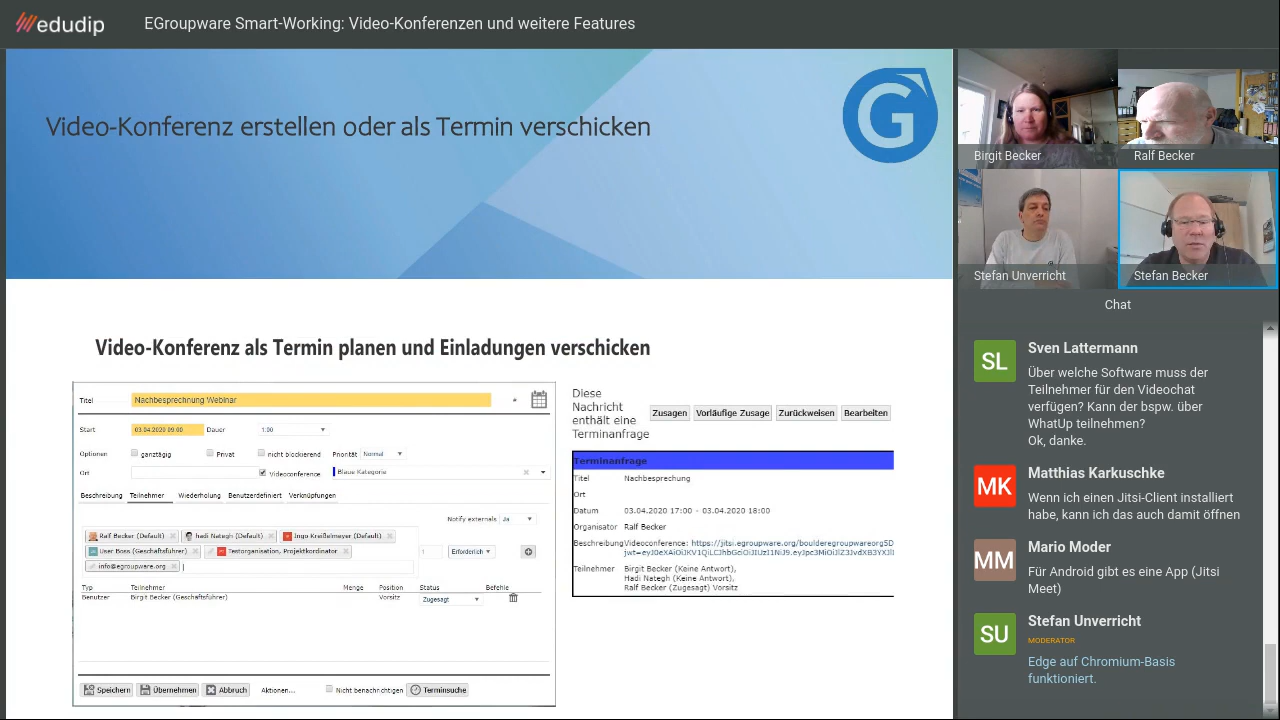 edudip
EGroupware Smart-Working: Video-Konferenzen und weitere Features
Video-Konferenz erstellen oder als Termin verschicken
G
Video-Konferenz als Termin planen und Einladungen verschicken
Titel Nachbesprechnung Webinar
Start 03.04.2020 09:00 Dauer 1:00
Optionen ganztägig Privat nicht blockierend Priorität Normal
Ort Videoconference Blaue Kategorie
Beschreibung Teilnehmer Wiederholung Benutzerdefiniert Verknüpfungen
Notify externals Ja
Ralf Becker (Default) hadi Nategh (Default) Ingo Kreißelmeyer (Default)
User Boss (Geschäftsführer) Testorganisation, Projektkordinator 1 Erforderlich
info@egroupware.org
Typ Teilnehmer Menge Position Status Befehle
Benutzer Birgit Becker (Geschäftsführer) Vorsitz Zugesagt
Speichern Übernehmen Abbruch Aktionen... Nicht benachrichtigen Terminsuche
Diese
Nachricht
enthält eine
Terminanfrage
Zusagen Vorläufige Zusage Zurückweisen Bearbeiten
Terminanfrage
Titel Nachbesprechung
Ort
Datum 03.04.2020 17:00 - 03.04.2020 18:00
Organisator Ralf Becker
Beschreibung Videoconference:
Teilnehmer Birgit Becker (Keine Antwort),
Hadi Nategh (Keine Antwort),
Ralf Becker (Zugesagt) Vorsitz
Birgit Becker
Ralf Becker
Stefan Unverricht
Stefan Becker
Chat
SL
Sven Lattermann
Über welche Software muss der
Teilnehmer für den Videochat
verfügen? Kann der bspw. über
WhatUp teilnehmen?
Ok, danke.
MK
Matthias Karkuschke
Wenn ich einen Jitsi-Client installiert
habe, kann ich das auch damit öffnen
MM
Mario Moder
Für Android gibt es eine App (Jitsi
Meet)
SU
Stefan Unverricht
MODERATOR
Edge auf Chromium-Basis
funktioniert.